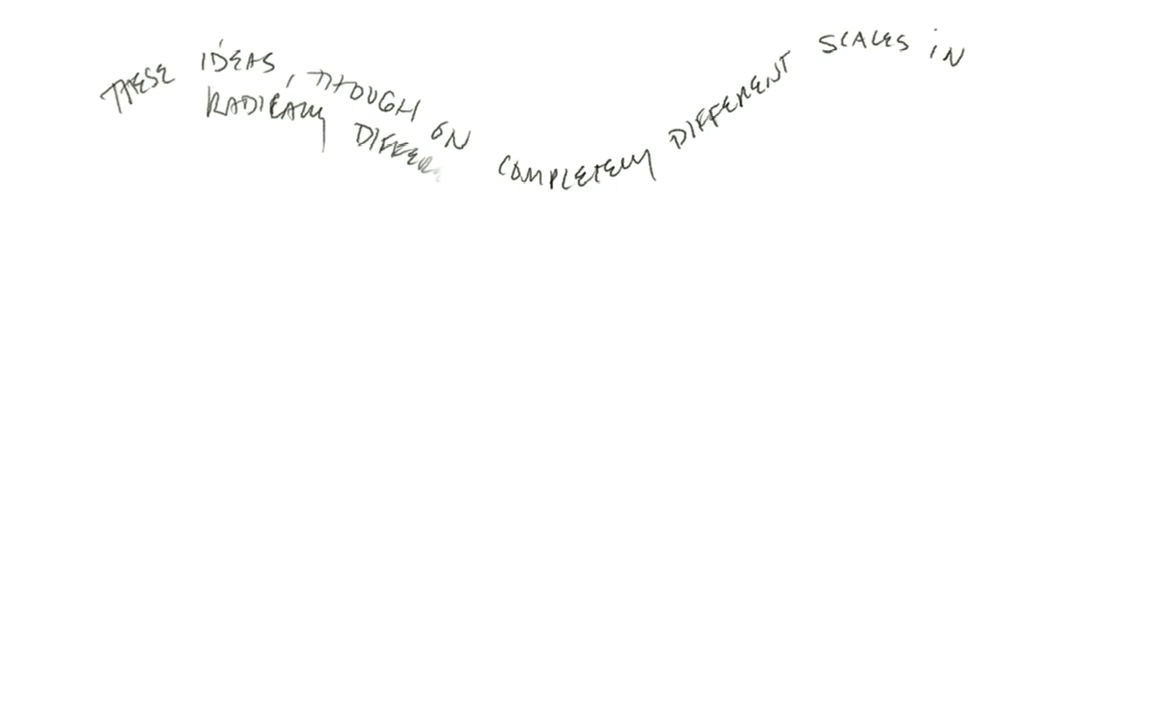 THESE IDEAS, THOUGH ON COMPLETELY DIFFERENT SCALES IN
RADICALLY